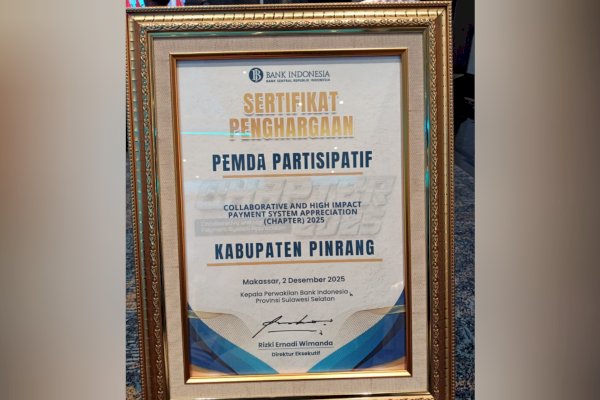 BANK INDONESIA
BANK SENTRAL REPUBLIK INDONESIA
SERTIFIKAT
PENGHARGAAN
PEMDA PARTISIPATIF
COLLABORATIVE AND HIGH IMPACT
PAYMENT SYSTEM APPRECIATION
(CHAPTER) 2025
KABUPATEN PINRANG
Makassar, 2 Desember 2025
Kepala Perwakilan Bank Indonesia
Provinsi Sulawesi Selatan
Rizki Ernadi Wimanda
Direktur Eksekutif